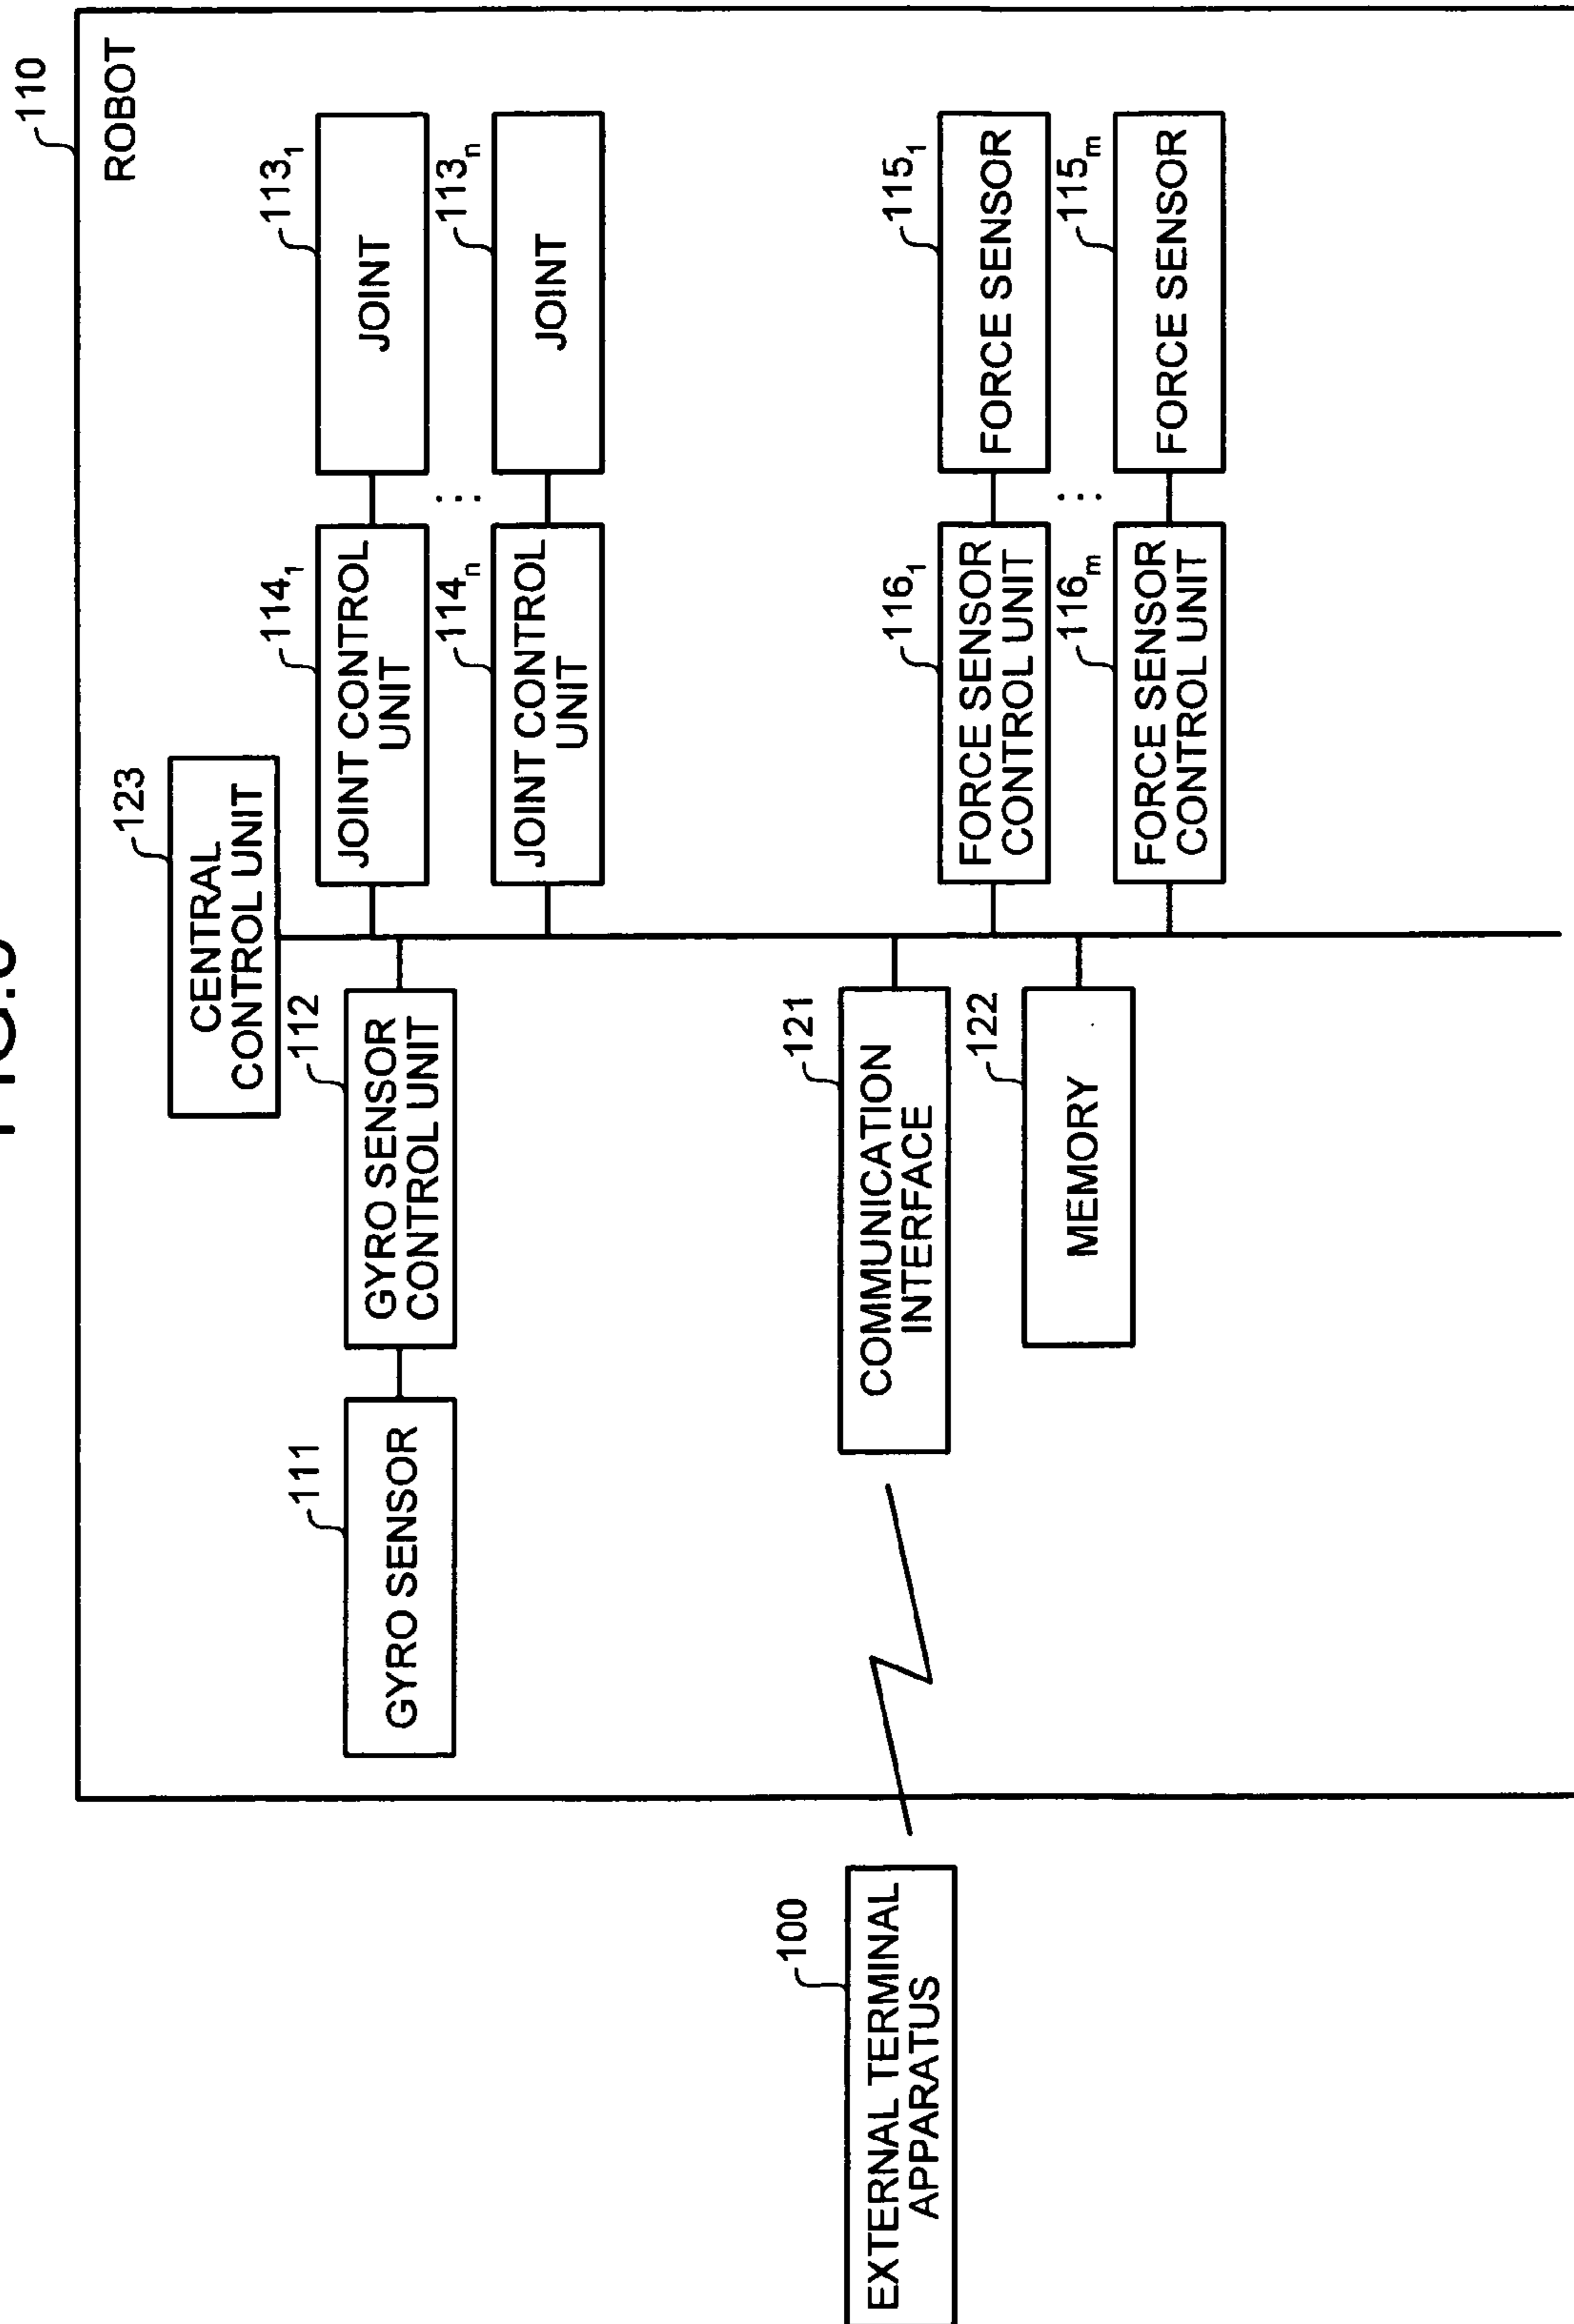 110
ROBOT
123
CENTRAL
CONTROL UNIT
111
GYRO SENSOR
112
GYRO SENSOR
CONTROL UNIT
114₁
JOINT CONTROL
UNIT
113₁
JOINT
114ₙ
JOINT CONTROL
UNIT
113ₙ
JOINT
100
EXTERNAL TERMINAL
APPARATUS
121
COMMUNICATION
INTERFACE
122
MEMORY
116₁
FORCE SENSOR
CONTROL UNIT
115₁
FORCE SENSOR
116ₘ
FORCE SENSOR
CONTROL UNIT
115ₘ
FORCE SENSOR